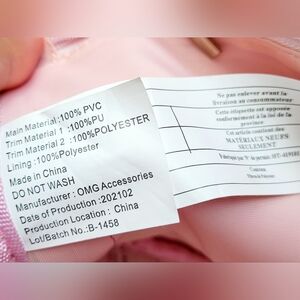 Main Material :100% PVC
Trim Material 1 :100%PU
Trim Material 2 :100%POLYESTER
Lining :100%Polyester
Made in China
DO NOT WASH
Manufacturer : OMG Accessories
Date of Production :202102
Production Location : China
Lot/Batch No.:B-1458
Ne pas enlever avant la
livraison au consommateur
Cette étiquette est apposée
conformément à la loi de la
province
Cet article contient des
MATÉRIAUX NEUFS
SEULEMENT